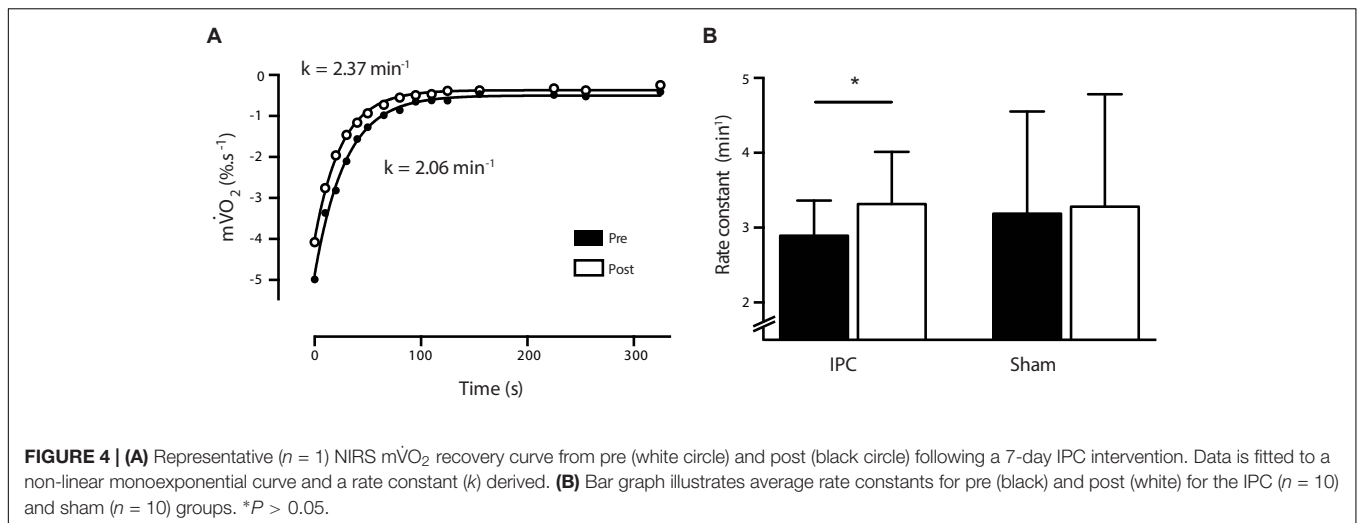 A
B
k = 2.37 min-1
k = 2.06 min-1
0
-1
-2
-3
-4
-5
mV̇O2 (%.s-1)
Pre
Post
0
100
200
300
Time (s)
*
5
4
3
2
Rate constant (min1)
IPC
Sham
FIGURE 4 | (A) Representative (n = 1) NIRS mV̇O2 recovery curve from pre (white circle) and post (black circle) following a 7-day IPC intervention. Data is fitted to a
non-linear monoexponential curve and a rate constant (k) derived. (B) Bar graph illustrates average rate constants for pre (black) and post (white) for the IPC (n = 10)
and sham (n = 10) groups. *P > 0.05.